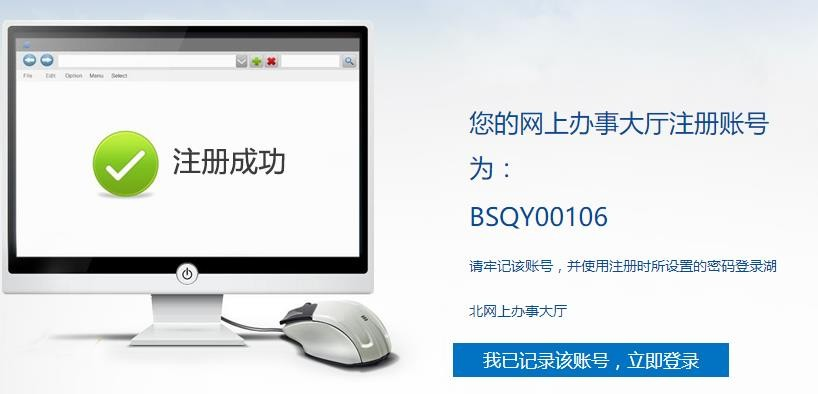 File Edit Option Manu Select
注册成功
您的网上办事大厅注册账号
为：
BSQY00106
请牢记该账号，并使用注册时所设置的密码登录湖
北网上办事大厅
我已记录该账号，立即登录